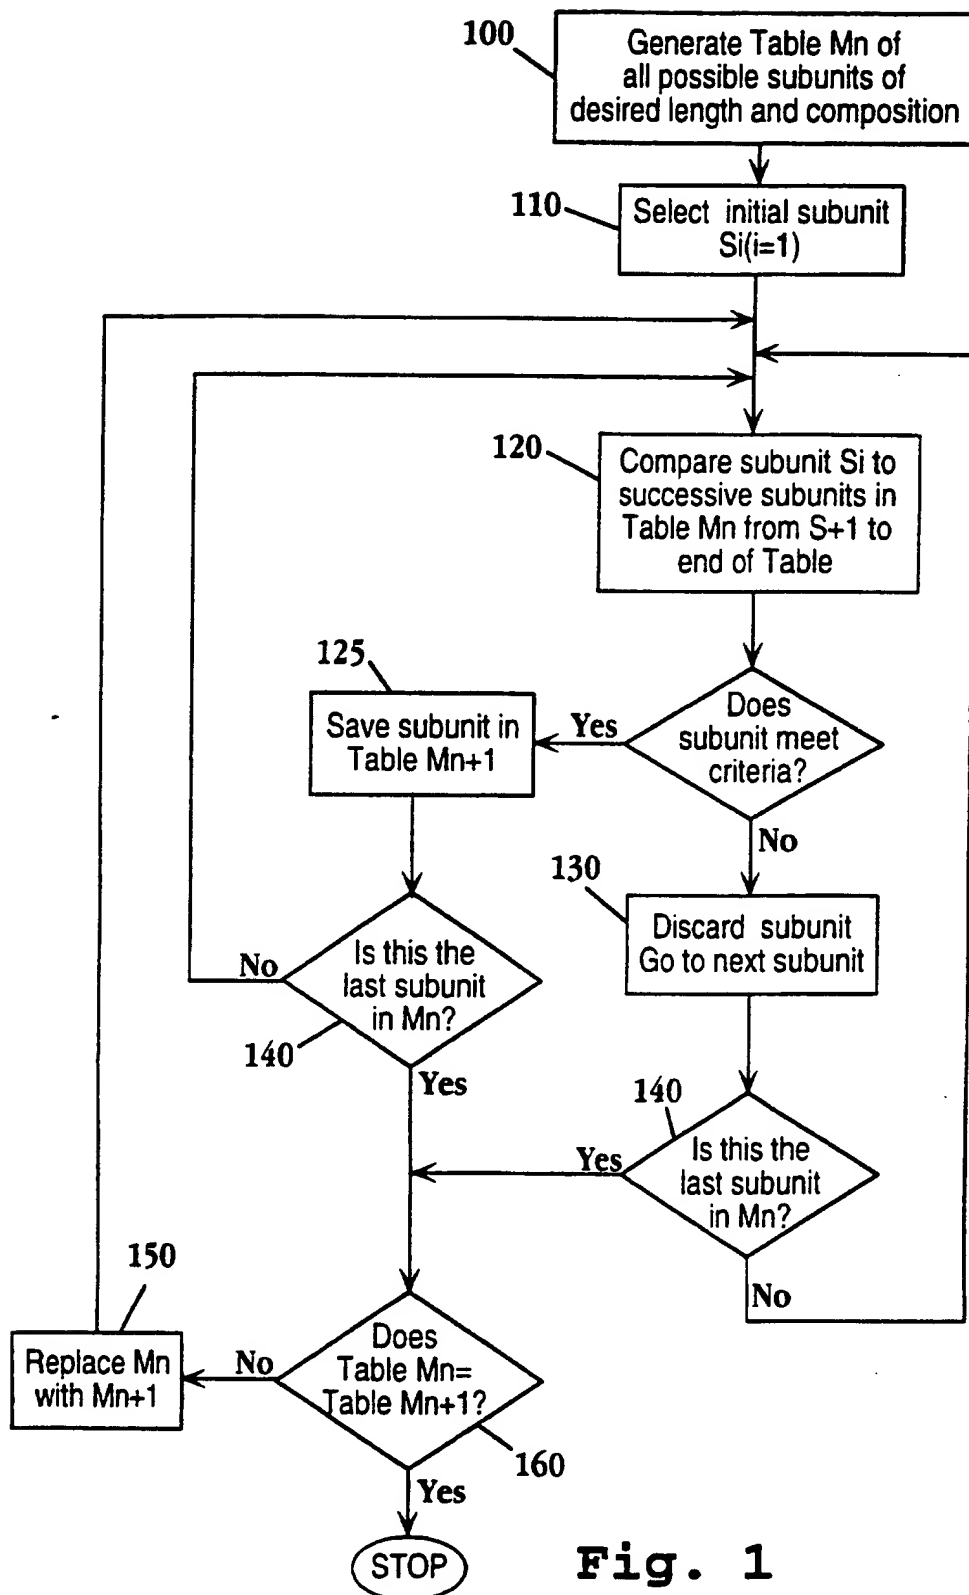 100
Generate Table Mn of
all possible subunits of
desired length and composition
110
Select initial subunit
Si(i=1)
120
Compare subunit Si to
successive subunits in
Table Mn from S+1 to
end of Table
125
Save subunit in
Table Mn+1
Yes
Does
subunit meet
criteria?
No
130
Discard subunit
Go to next subunit
No
Is this the
last subunit
in Mn?
140
Yes
140
Yes
Is this the
last subunit
in Mn?
No
150
Replace Mn
with Mn+1
No
Does
Table Mn=
Table Mn+1?
160
Yes
STOP
Fig. 1